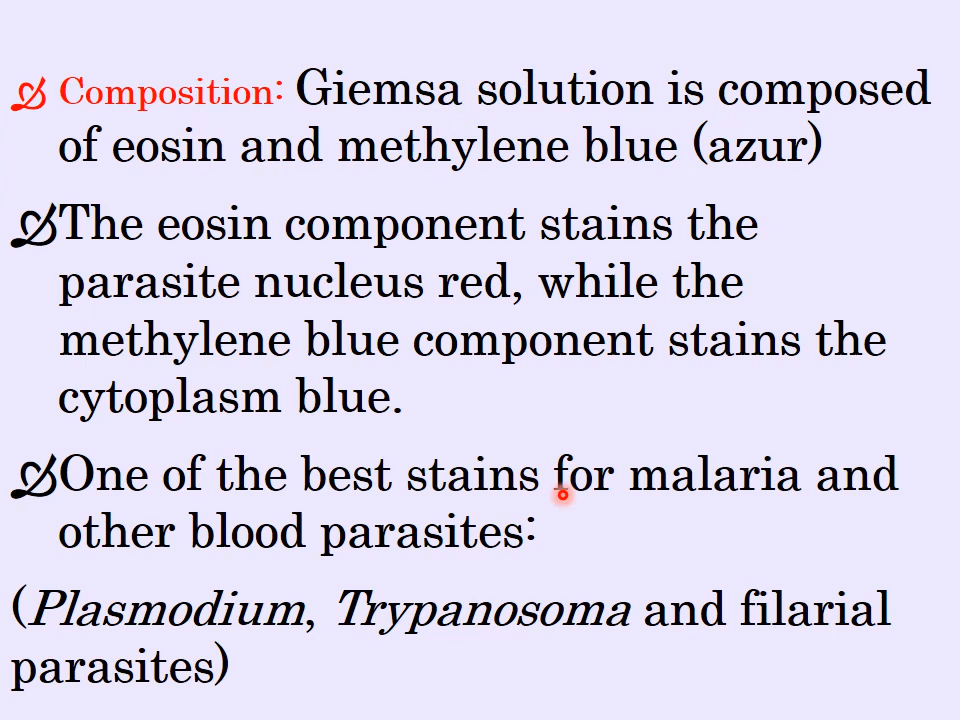 Composition: Giemsa solution is composed
of eosin and methylene blue (azur)
The eosin component stains the
parasite nucleus red, while the
methylene blue component stains the
cytoplasm blue.
One of the best stains for malaria and
other blood parasites:
(Plasmodium, Trypanosoma and filarial
parasites)